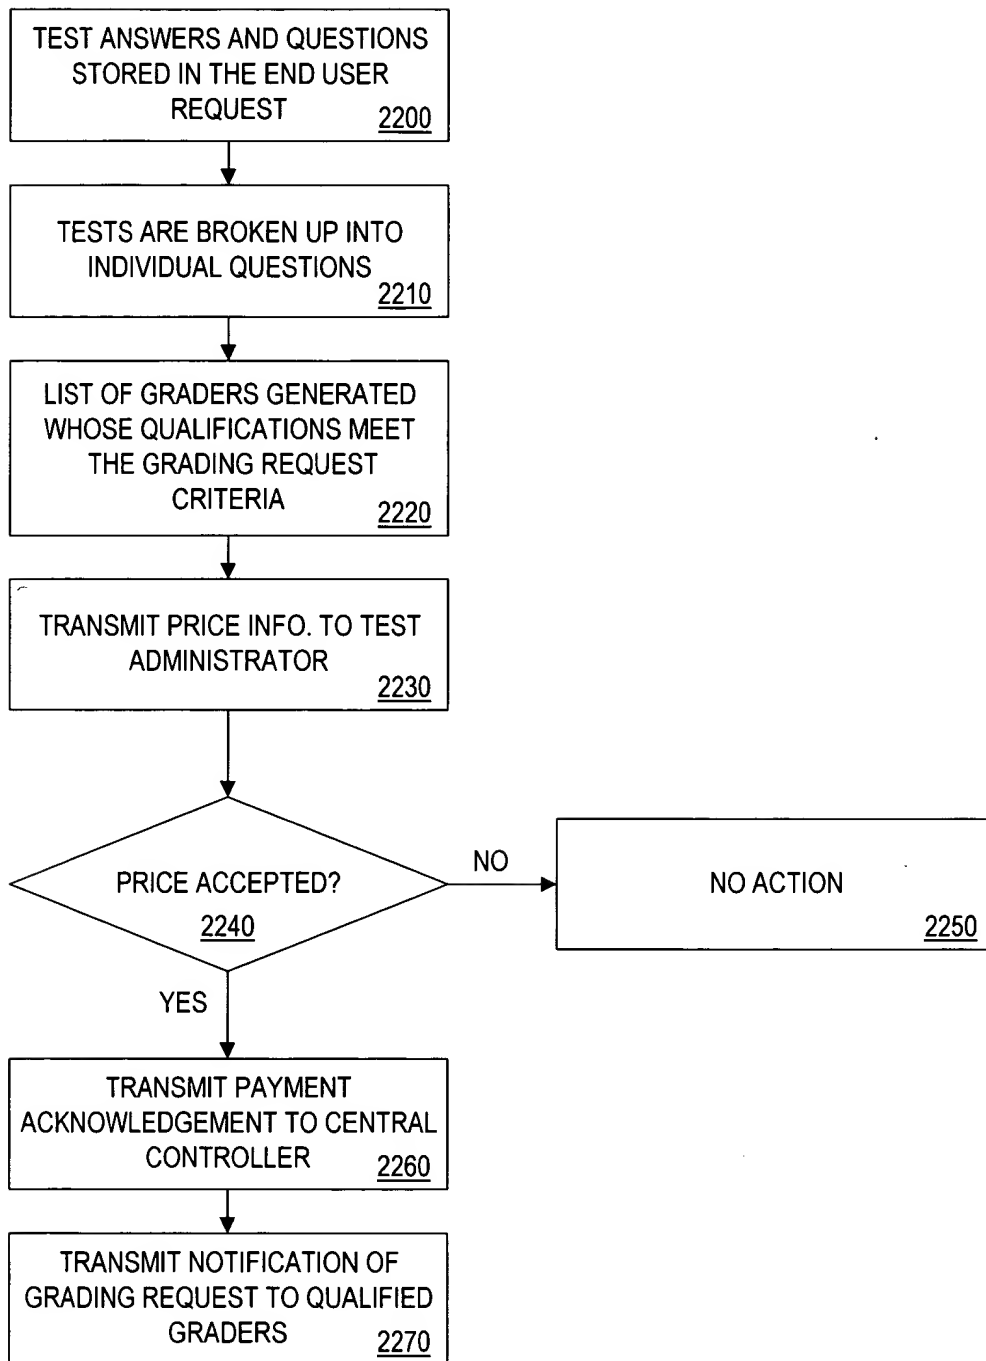 TEST ANSWERS AND QUESTIONS
STORED IN THE END USER
REQUEST
2200
TESTS ARE BROKEN UP INTO
INDIVIDUAL QUESTIONS
2210
LIST OF GRADERS GENERATED
WHOSE QUALIFICATIONS MEET
THE GRADING REQUEST
CRITERIA
2220
TRANSMIT PRICE INFO. TO TEST
ADMINISTRATOR
2230
PRICE ACCEPTED?
2240
NO
NO ACTION
2250
YES
TRANSMIT PAYMENT
ACKNOWLEDGEMENT TO CENTRAL
CONTROLLER
2260
TRANSMIT NOTIFICATION OF
GRADING REQUEST TO QUALIFIED
GRADERS
2270